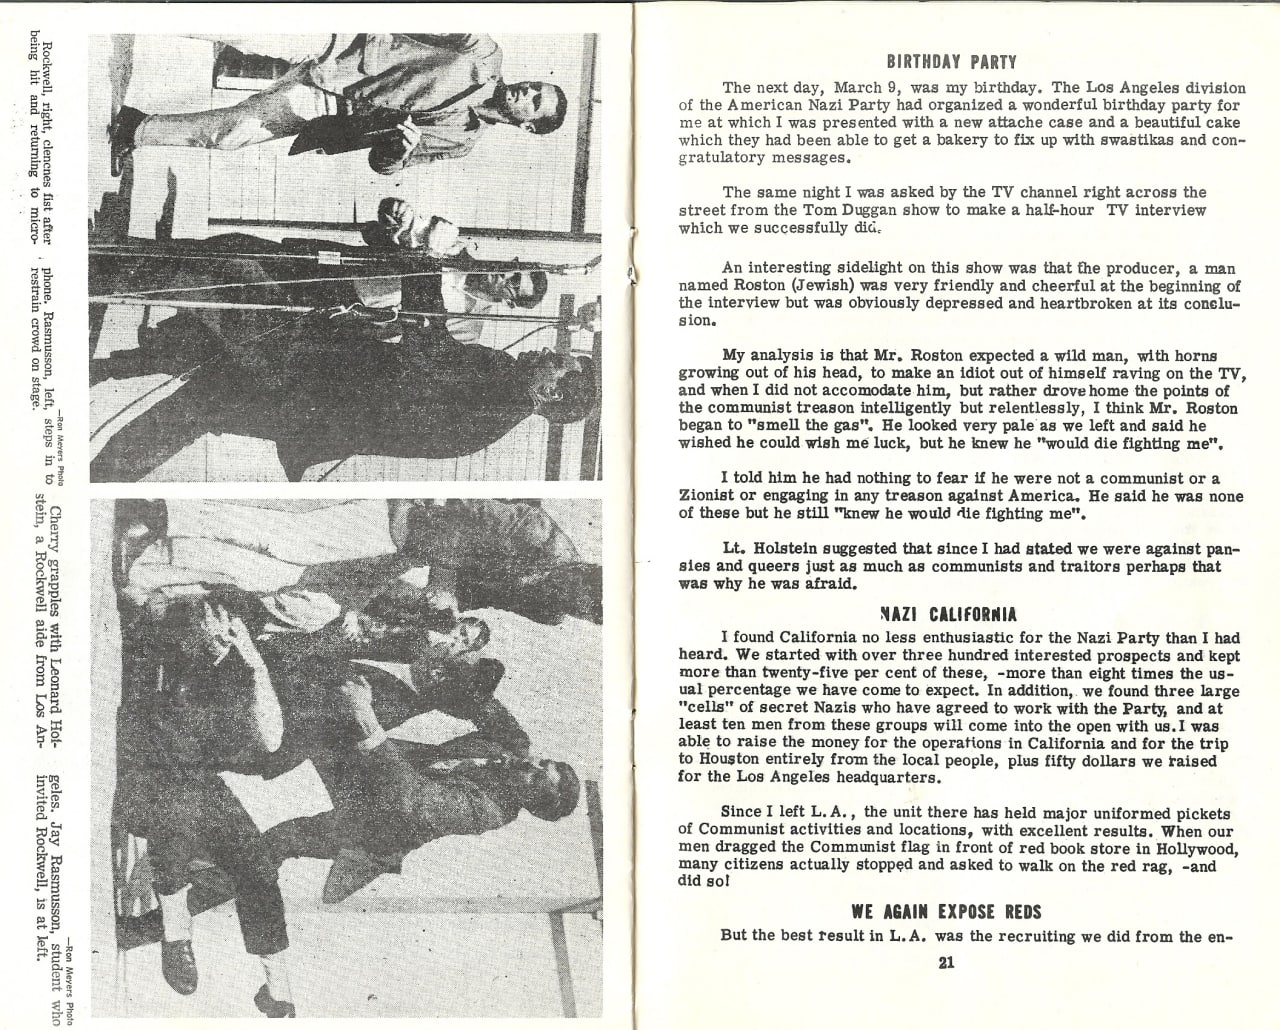 Rockwell, right, clencnes fist after
being hit and returning to micro-
phone. Rasmusson, left, steps in to
restrain crowd on stage.
—Ron Meyers Photo
Cherry grapples with Leonard Hol-
stein, a Rockwell aide from Los An-
geles. Jay Rasmusson, student who
invited Rockwell, is at left.
—Ron Meyers Photo
BIRTHDAY PARTY
The next day, March 9, was my birthday. The Los Angeles division
of the American Nazi Party had organized a wonderful birthday party for
me at which I was presented with a new attache case and a beautiful cake
which they had been able to get a bakery to fix up with swastikas and con-
gratulatory messages.
The same night I was asked by the TV channel right across the
street from the Tom Duggan show to make a half-hour TV interview
which we successfully did.
An interesting sidelight on this show was that the producer, a man
named Roston (Jewish) was very friendly and cheerful at the beginning of
the interview but was obviously depressed and heartbroken at its conclu-
sion.
My analysis is that Mr. Roston expected a wild man, with horns
growing out of his head, to make an idiot out of himself raving on the TV,
and when I did not accomodate him, but rather drove home the points of
the communist treason intelligently but relentlessly, I think Mr. Roston
began to "smell the gas". He looked very pale as we left and said he
wished he could wish me luck, but he knew he "would die fighting me".
I told him he had nothing to fear if he were not a communist or a
Zionist or engaging in any treason against America. He said he was none
of these but he still "knew he would die fighting me".
Lt. Holstein suggested that since I had stated we were against pan-
sies and queers just as much as communists and traitors perhaps that
was why he was afraid.
NAZI CALIFORNIA
I found California no less enthusiastic for the Nazi Party than I had
heard. We started with over three hundred interested prospects and kept
more than twenty-five per cent of these, -more than eight times the us-
ual percentage we have come to expect. In addition, we found three large
"cells" of secret Nazis who have agreed to work with the Party, and at
least ten men from these groups will come into the open with us. I was
able to raise the money for the operations in California and for the trip
to Houston entirely from the local people, plus fifty dollars we raised
for the Los Angeles headquarters.
Since I left L.A., the unit there has held major uniformed pickets
of Communist activities and locations, with excellent results. When our
men dragged the Communist flag in front of red book store in Hollywood,
many citizens actually stopped and asked to walk on the red rag, -and
did so!
WE AGAIN EXPOSE REDS
But the best result in L.A. was the recruiting we did from the en-
21